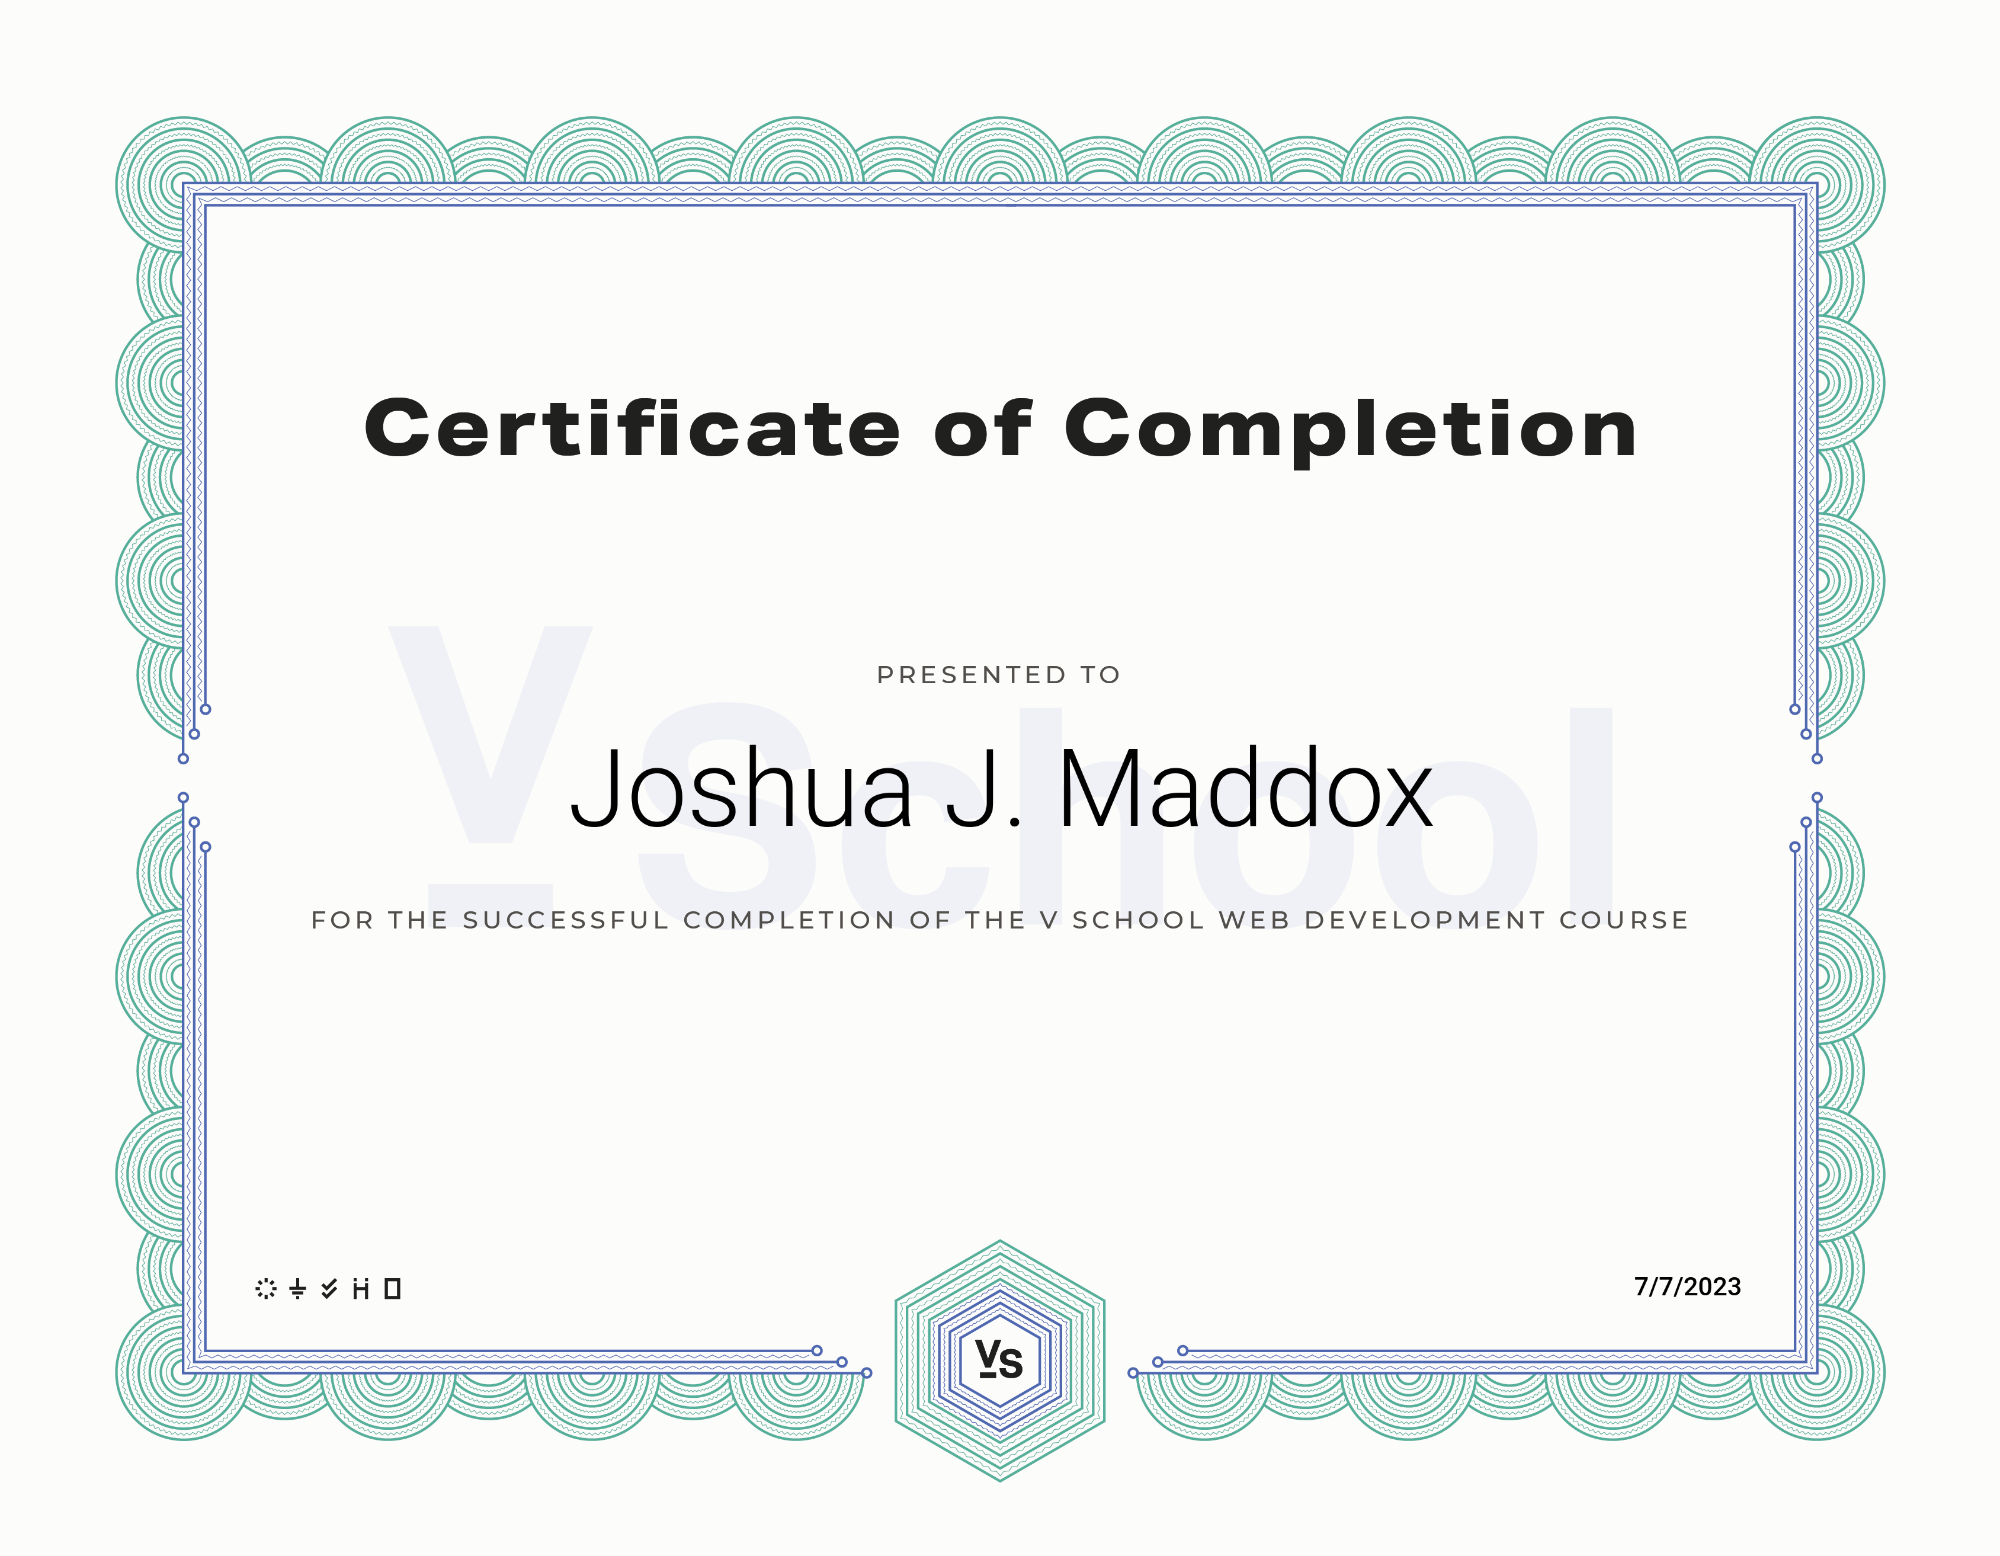 Certificate of Completion
PRESENTED TO
V School
Joshua J. Maddox
FOR THE SUCCESSFUL COMPLETION OF THE V SCHOOL WEB DEVELOPMENT COURSE
7/7/2023
VS